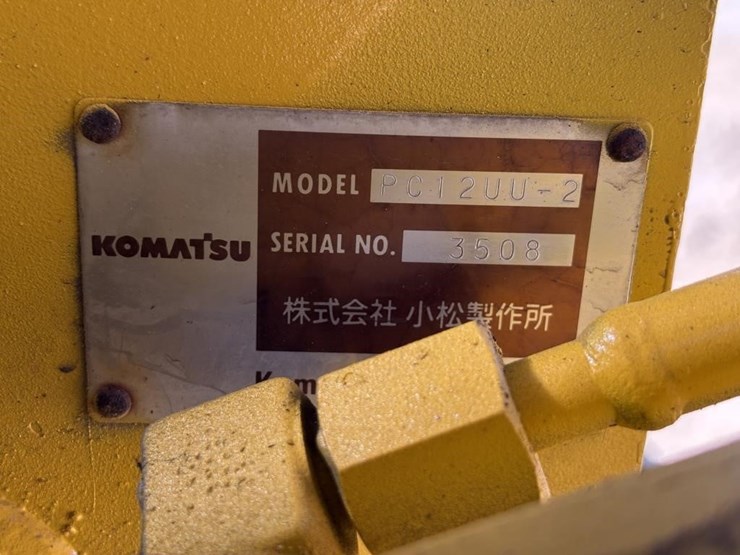 KOMATSU
MODEL PC12UU-2
SERIAL NO. 3508
株式会社 小松製作所